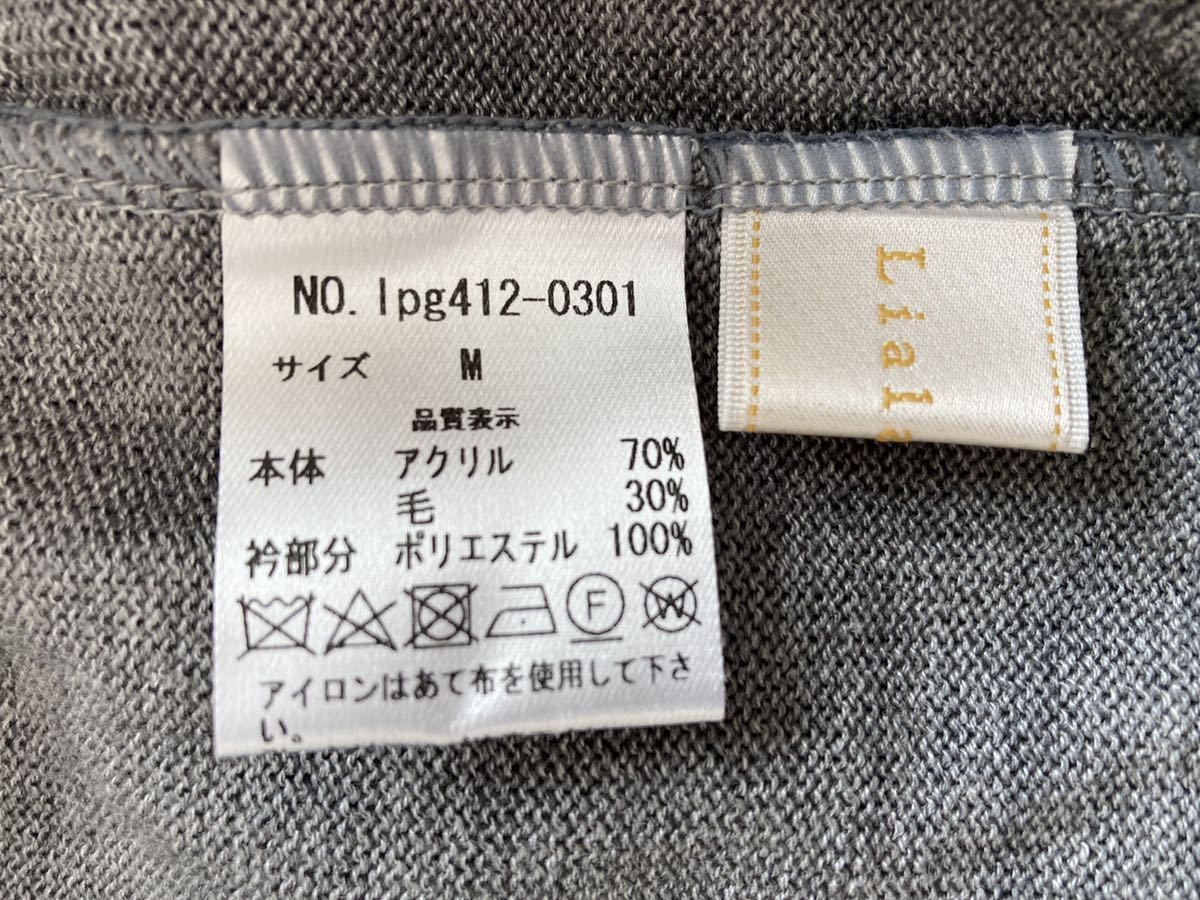 NO. lpg412-0301
サイズ M
品質表示
本体 アクリル 70%
毛 30%
衿部分 ポリエステル 100%
F W
アイロンはあて布を使用して下さ
い。
Liala